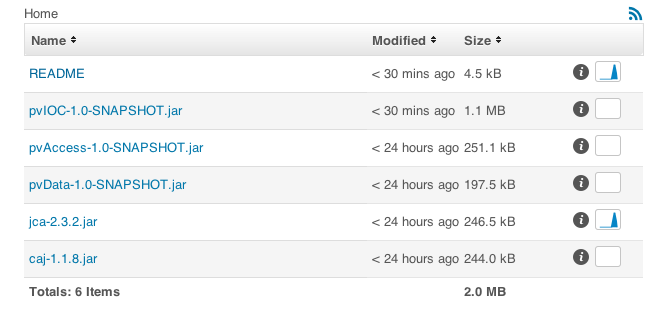 Home
Name Modified Size
README < 30 mins ago 4.5 kB
pvIOC-1.0-SNAPSHOT.jar < 30 mins ago 1.1 MB
pvAccess-1.0-SNAPSHOT.jar < 24 hours ago 251.1 kB
pvData-1.0-SNAPSHOT.jar < 24 hours ago 197.5 kB
jca-2.3.2.jar < 24 hours ago 246.5 kB
caj-1.1.8.jar < 24 hours ago 244.0 kB
Totals: 6 Items 2.0 MB